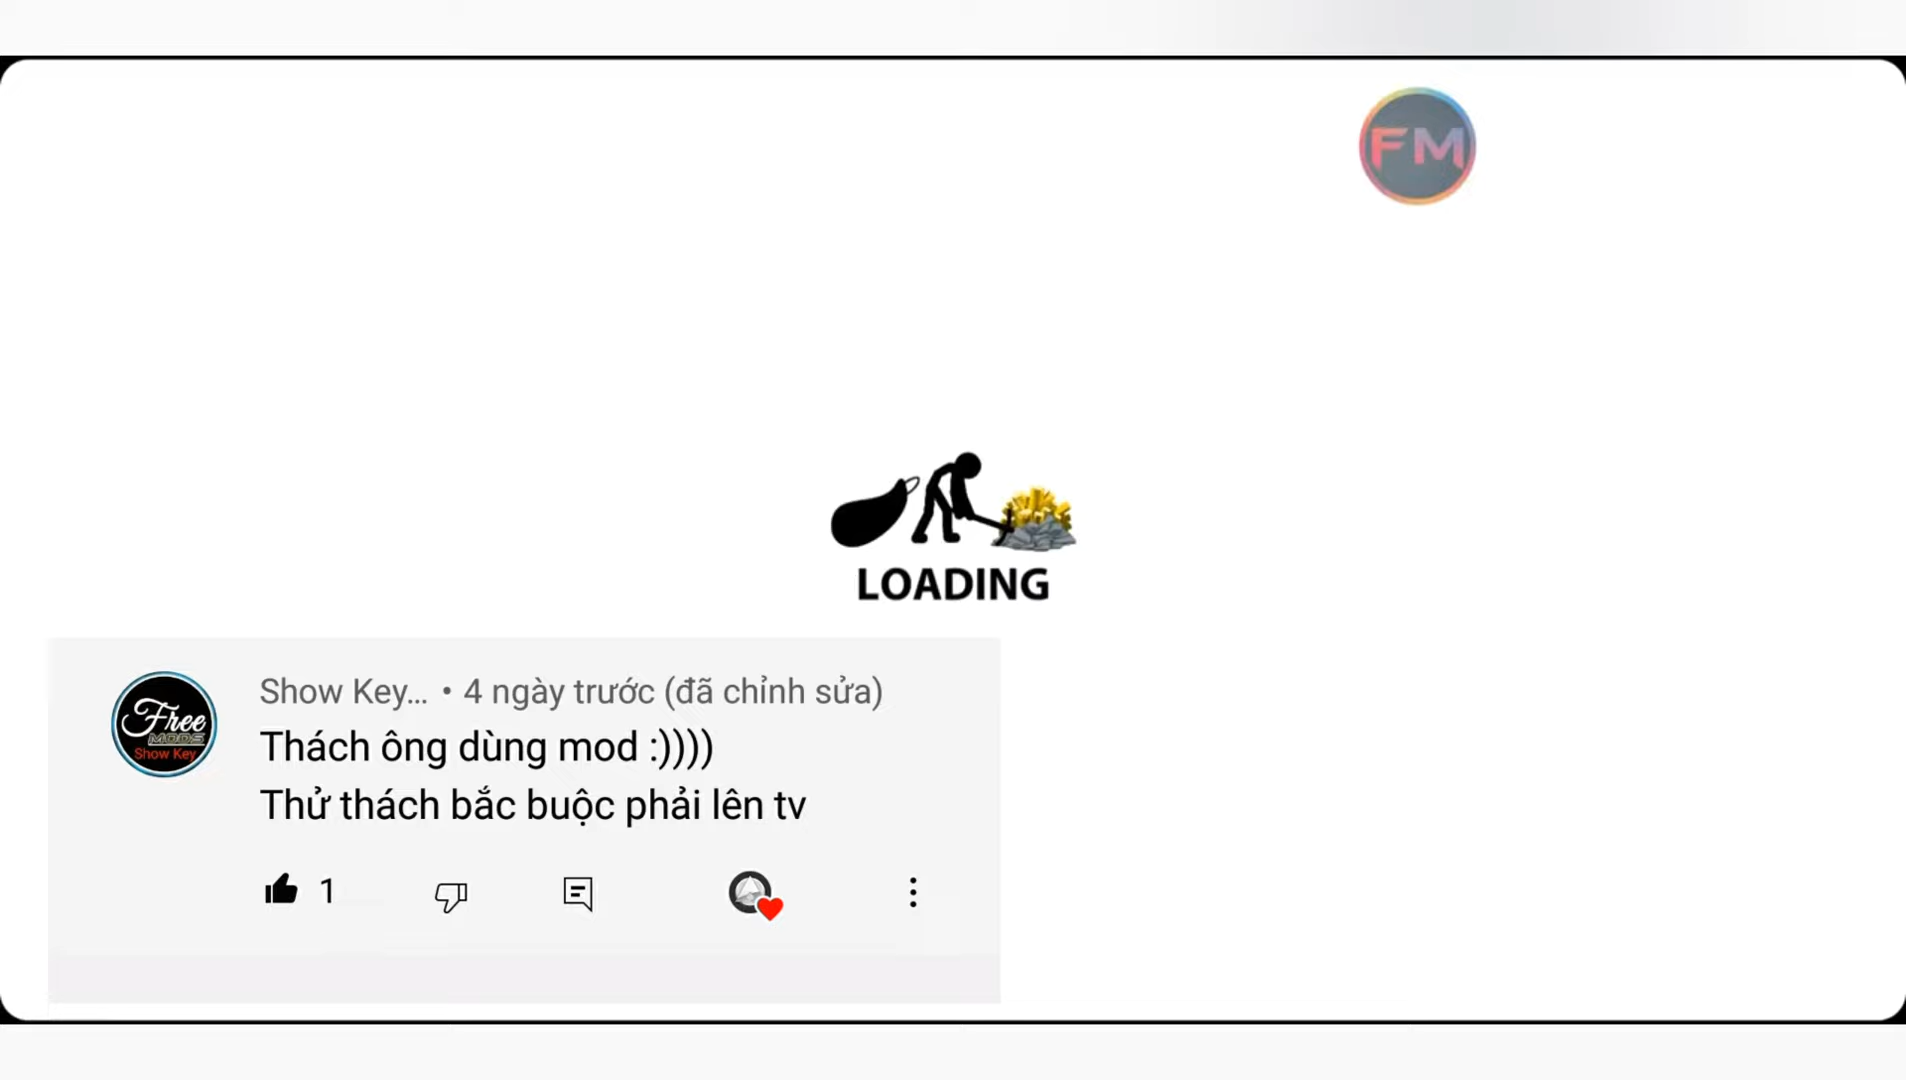 FM
LOADING
Show Key... • 4 ngày trước (đã chỉnh sửa)
Free
MODS
Show Key
Thách ông dùng mod :))))
Thử thách bắc buộc phải lên tv
1